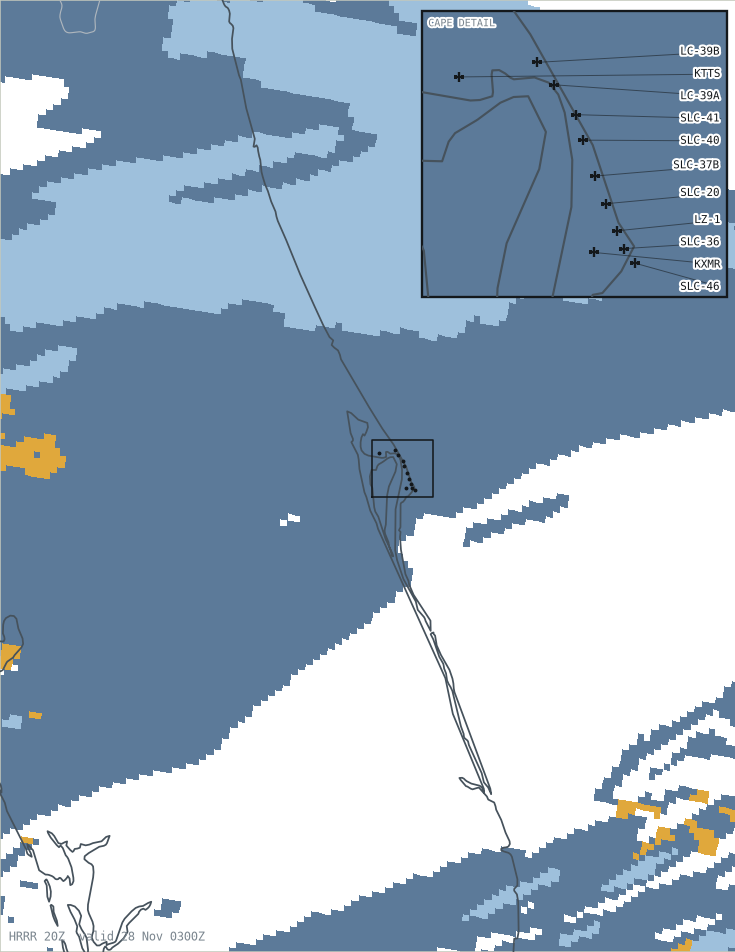 CAPE DETAIL
LC-39B
KTTS
LC-39A
SLC-41
SLC-40
SLC-37B
SLC-20
LZ-1
SLC-36
KXMR
SLC-46
HRRR 20Z valid 28 Nov 0300Z